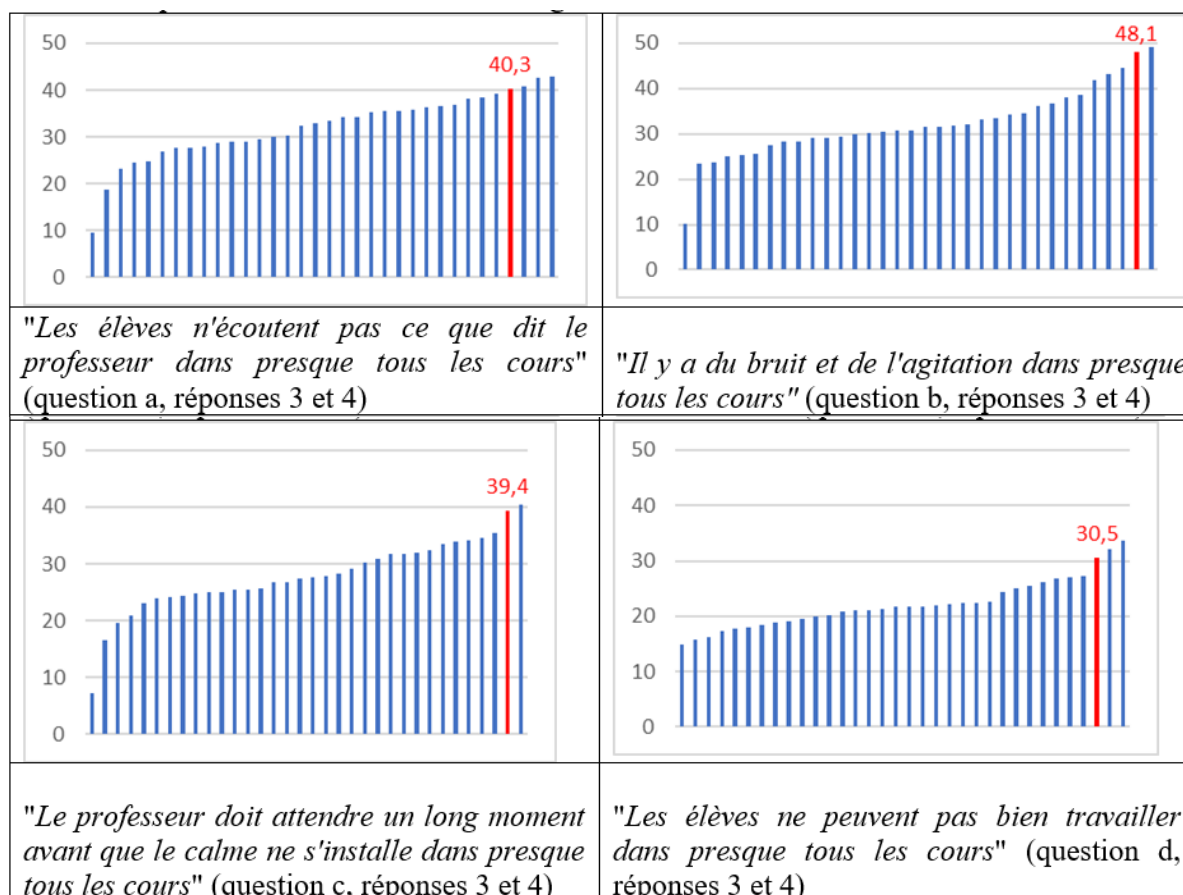 50
40
30
20
10
0
40,3
50
40
30
20
10
0
48,1
"Les élèves n'écoutent pas ce que dit le
professeur dans presque tous les cours"
(question a, réponses 3 et 4)
"Il y a du bruit et de l'agitation dans presque
tous les cours" (question b, réponses 3 et 4)
50
40
30
20
10
0
39,4
50
40
30
20
10
0
30,5
"Le professeur doit attendre un long moment
avant que le calme ne s'installe dans presque
tous les cours" (question c, réponses 3 et 4)
"Les élèves ne peuvent pas bien travailler
dans presque tous les cours" (question d,
réponses 3 et 4)